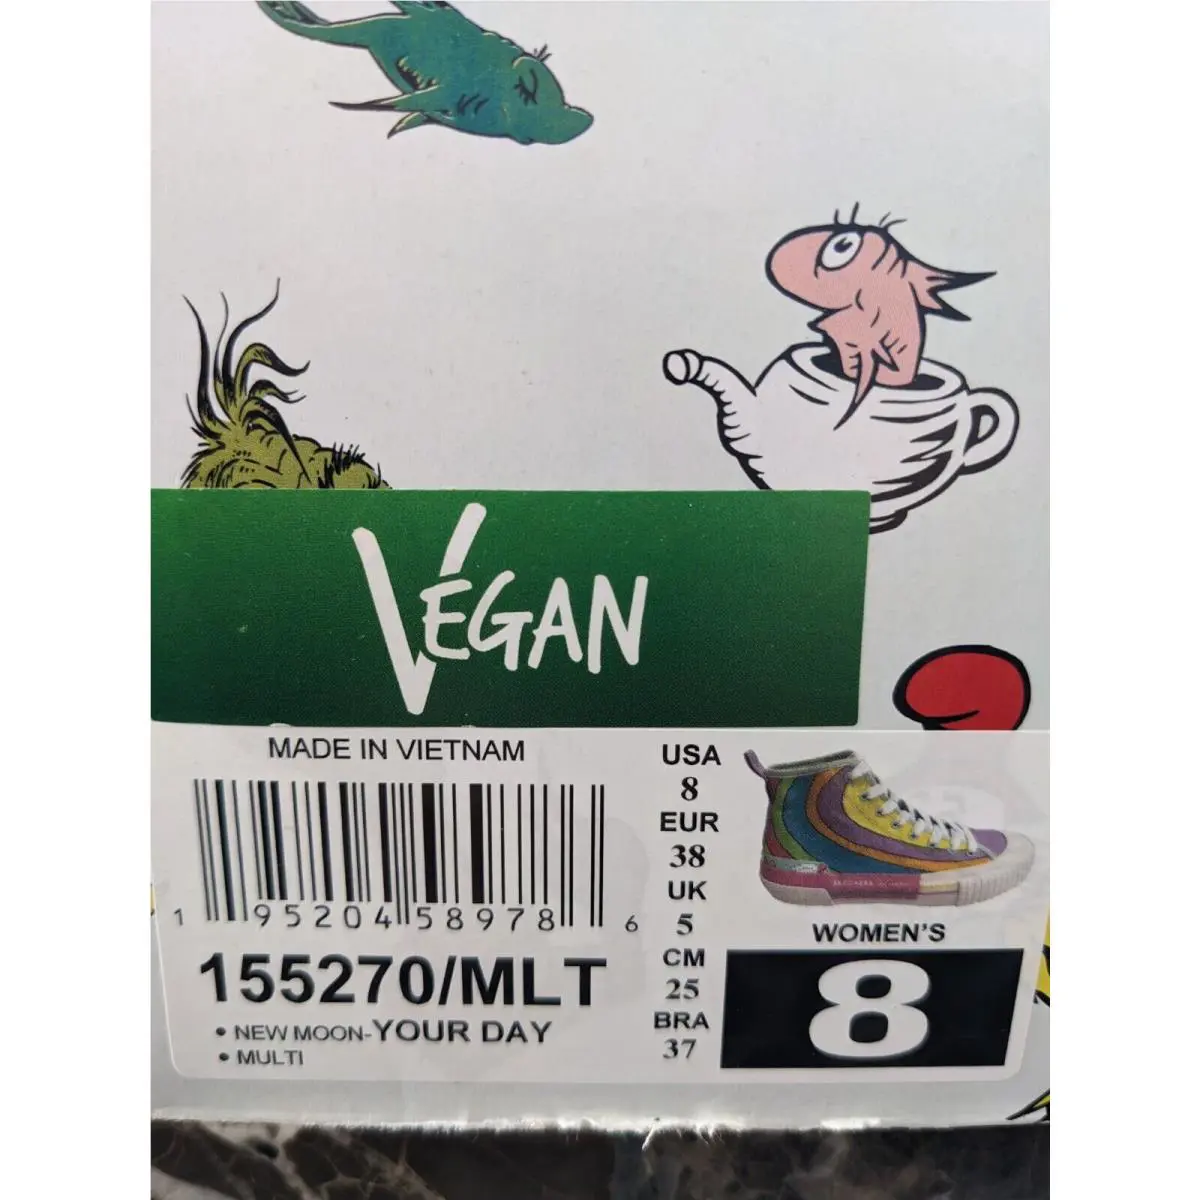 VEGAN
MADE IN VIETNAM
1 95204 58978 6
155270/MLT
• NEW MOON-YOUR DAY
• MULTI
USA
8
EUR
38
UK
5
CM
25
BRA
37
WOMEN'S
8